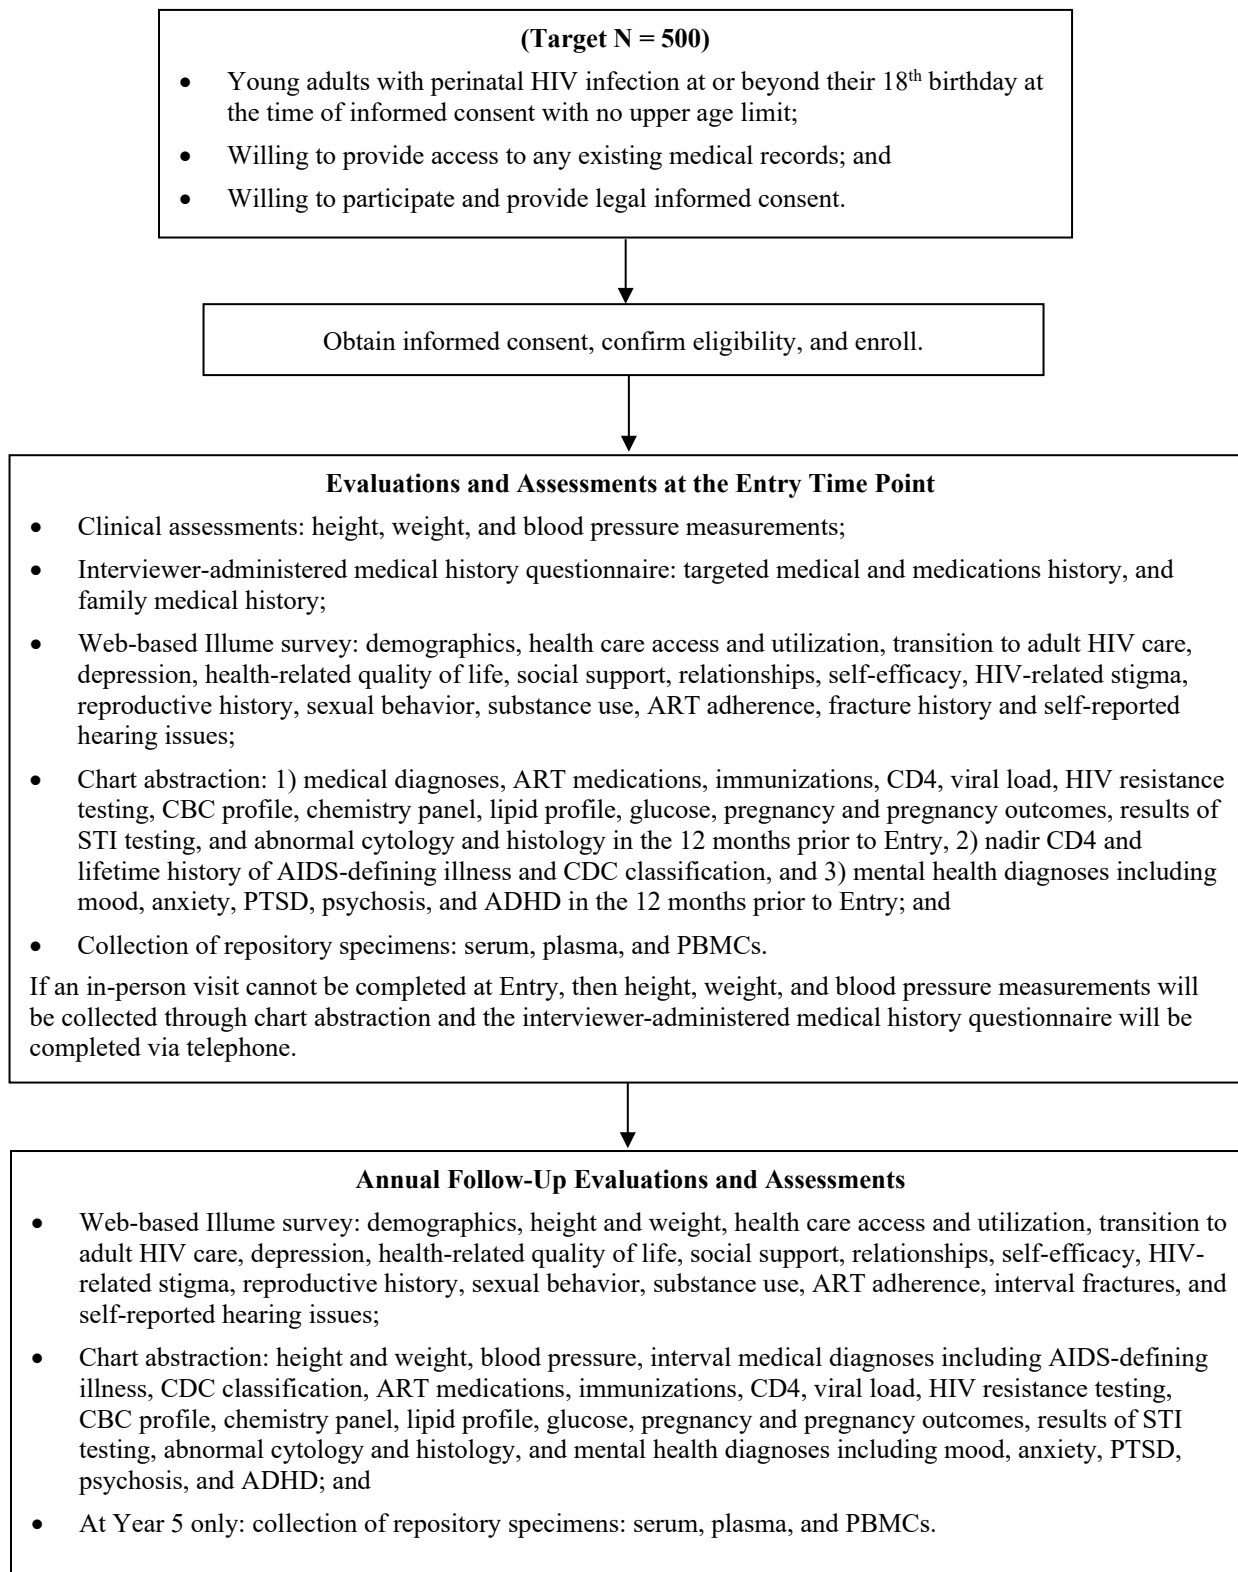 (Target N = 500)
• Young adults with perinatal HIV infection at or beyond their 18th birthday at
the time of informed consent with no upper age limit;
• Willing to provide access to any existing medical records; and
• Willing to participate and provide legal informed consent.
Obtain informed consent, confirm eligibility, and enroll.
Evaluations and Assessments at the Entry Time Point
• Clinical assessments: height, weight, and blood pressure measurements;
• Interviewer-administered medical history questionnaire: targeted medical and medications history, and
family medical history;
• Web-based Illume survey: demographics, health care access and utilization, transition to adult HIV care,
depression, health-related quality of life, social support, relationships, self-efficacy, HIV-related stigma,
reproductive history, sexual behavior, substance use, ART adherence, fracture history and self-reported
hearing issues;
• Chart abstraction: 1) medical diagnoses, ART medications, immunizations, CD4, viral load, HIV resistance
testing, CBC profile, chemistry panel, lipid profile, glucose, pregnancy and pregnancy outcomes, results of
STI testing, and abnormal cytology and histology in the 12 months prior to Entry, 2) nadir CD4 and
lifetime history of AIDS-defining illness and CDC classification, and 3) mental health diagnoses including
mood, anxiety, PTSD, psychosis, and ADHD in the 12 months prior to Entry; and
• Collection of repository specimens: serum, plasma, and PBMCs.
If an in-person visit cannot be completed at Entry, then height, weight, and blood pressure measurements will
be collected through chart abstraction and the interviewer-administered medical history questionnaire will be
completed via telephone.
Annual Follow-Up Evaluations and Assessments
• Web-based Illume survey: demographics, height and weight, health care access and utilization, transition to
adult HIV care, depression, health-related quality of life, social support, relationships, self-efficacy, HIV-
related stigma, reproductive history, sexual behavior, substance use, ART adherence, interval fractures, and
self-reported hearing issues;
• Chart abstraction: height and weight, blood pressure, interval medical diagnoses including AIDS-defining
illness, CDC classification, ART medications, immunizations, CD4, viral load, HIV resistance testing,
CBC profile, chemistry panel, lipid profile, glucose, pregnancy and pregnancy outcomes, results of STI
testing, abnormal cytology and histology, and mental health diagnoses including mood, anxiety, PTSD,
psychosis, and ADHD; and
• At Year 5 only: collection of repository specimens: serum, plasma, and PBMCs.